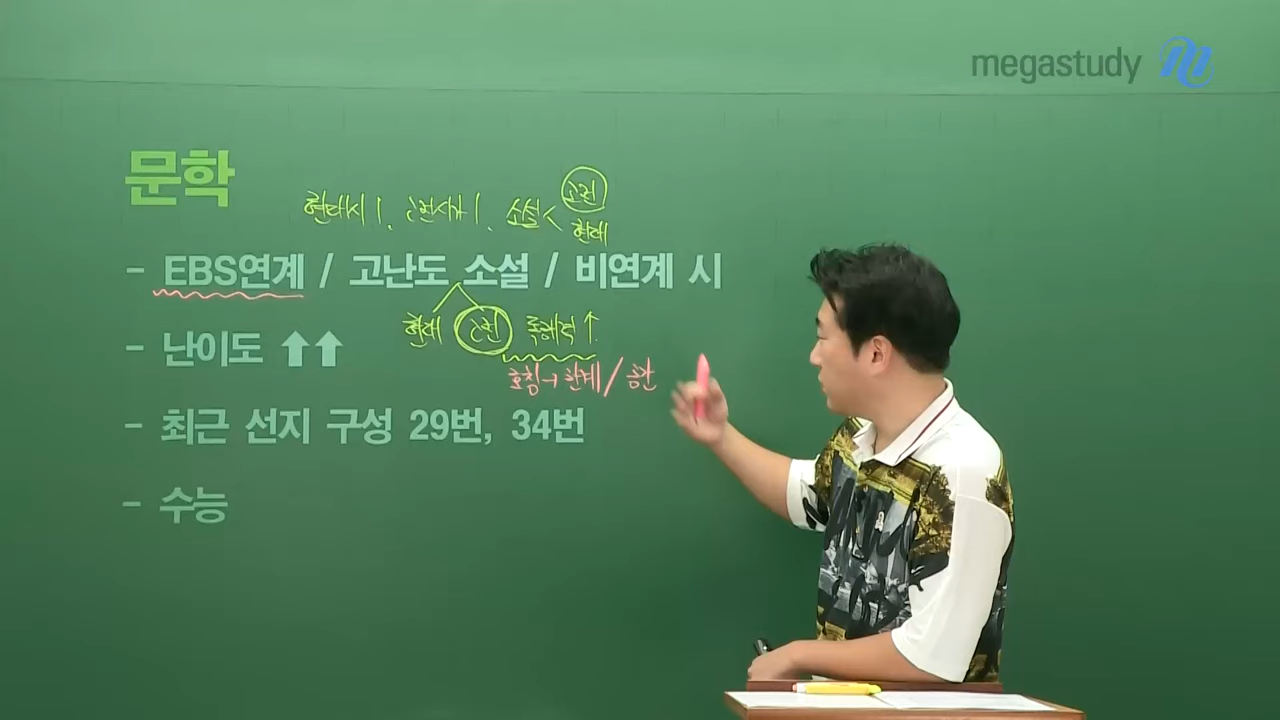 megastudy
문학
현대시 1, 고전시가 1, 소설 < 고전
현대
- EBS연계 / 고난도 소설 / 비연계 시
현대 고전 독해력 ↑
- 난이도 ⬆⬆
호칭→한계/
- 최근 선지 구성 29번, 34번
- 수능